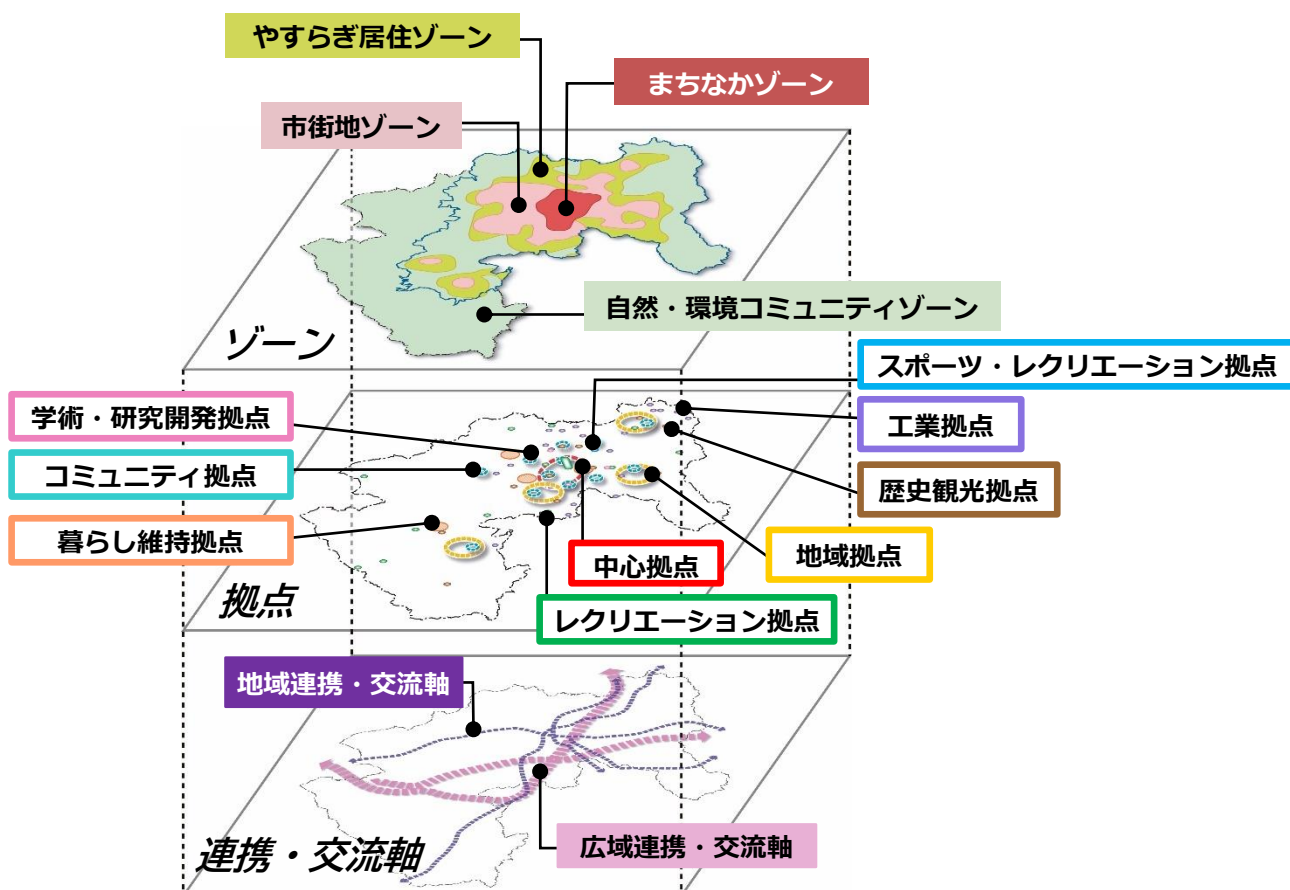 やすらぎ居住ゾーン
まちなかゾーン
市街地ゾーン
自然・環境コミュニティゾーン
ゾーン
スポーツ・レクリエーション拠点
学術・研究開発拠点
工業拠点
コミュニティ拠点
歴史観光拠点
暮らし維持拠点
地域拠点
中心拠点
拠点
レクリエーション拠点
地域連携・交流軸
広域連携・交流軸
連携・交流軸